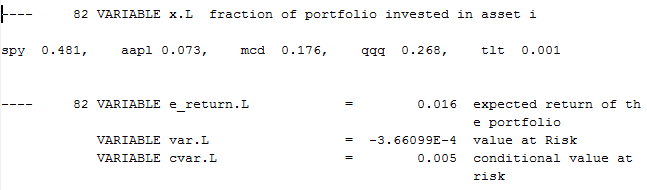 ----     82 VARIABLE x.L  fraction of portfolio invested in asset i
spy  0.481,    aapl 0.073,    mcd  0.176,    qqq  0.268,    tlt  0.001
----     82 VARIABLE e_return.L            =        0.016  expected return of th
                                                           e portfolio
            VARIABLE var.L                 =  -3.66099E-4  value at Risk
            VARIABLE cvar.L                =        0.005  conditional value at
                                                           risk